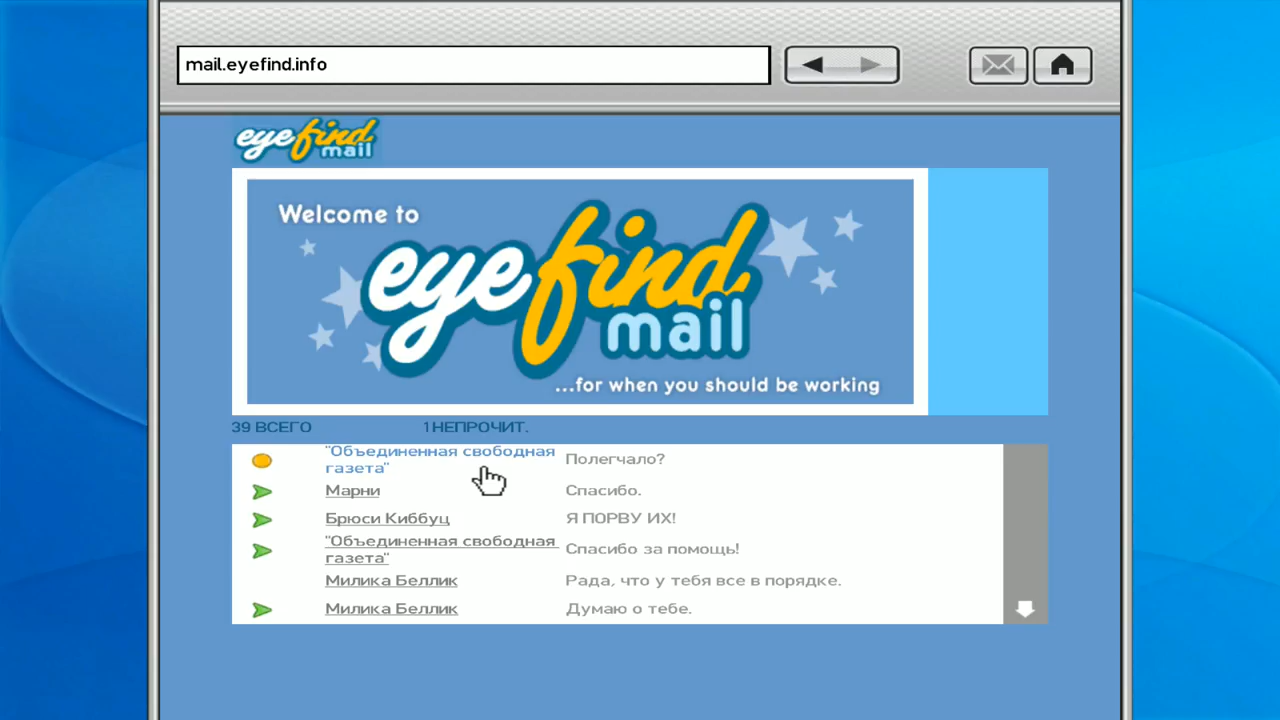 mail.eyefind.info
eyefind
mail
Welcome to
eyefind
mail
...for when you should be working
39 ВСЕГО 1 НЕПРОЧИТ.
"Объединенная свободная
газета" Полегчало?
Марни Спасибо.
Брюси Киббуц Я ПОРВУ ИХ!
"Объединенная свободная
газета" Спасибо за помощь!
Милика Беллик Рада, что у тебя все в порядке.
Милика Беллик Думаю о тебе.